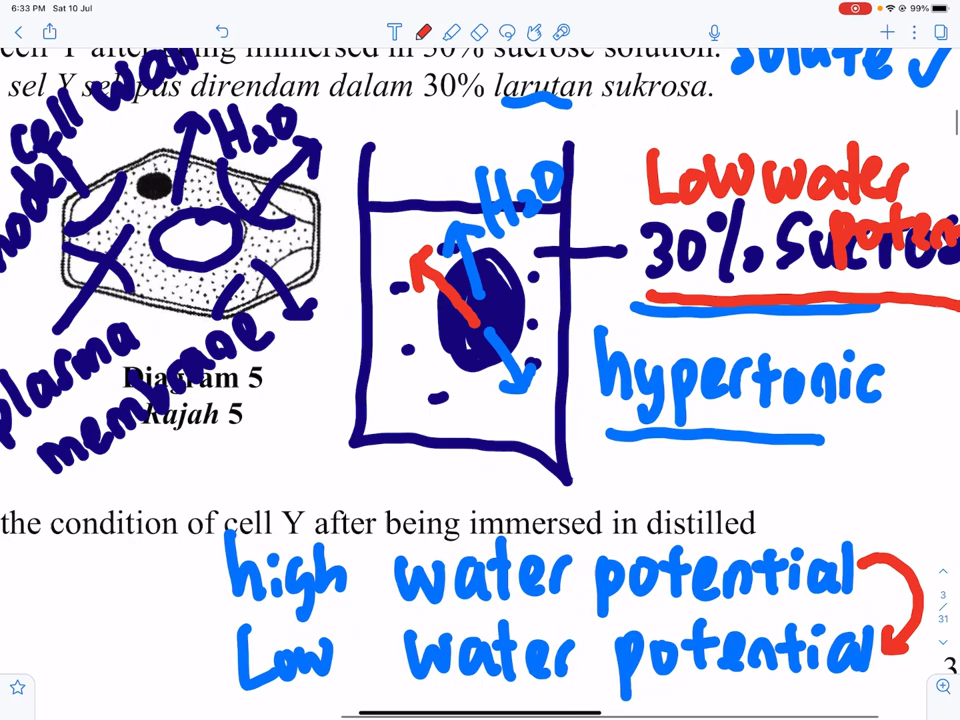 6:33 PM Sat 10 Jul
99%
cell Y after being immersed in 30% sucrose solution.
solute ✓
sel Y selepas direndam dalam 30% larutan sukrosa.
cell wall
H₂O
H₂O
Low water
poten
30% Sucros
hypertonic
plasma
membrane
Diagram 5
Rajah 5
the condition of cell Y after being immersed in distilled
high water potential
Low water potential
3
/
31
3